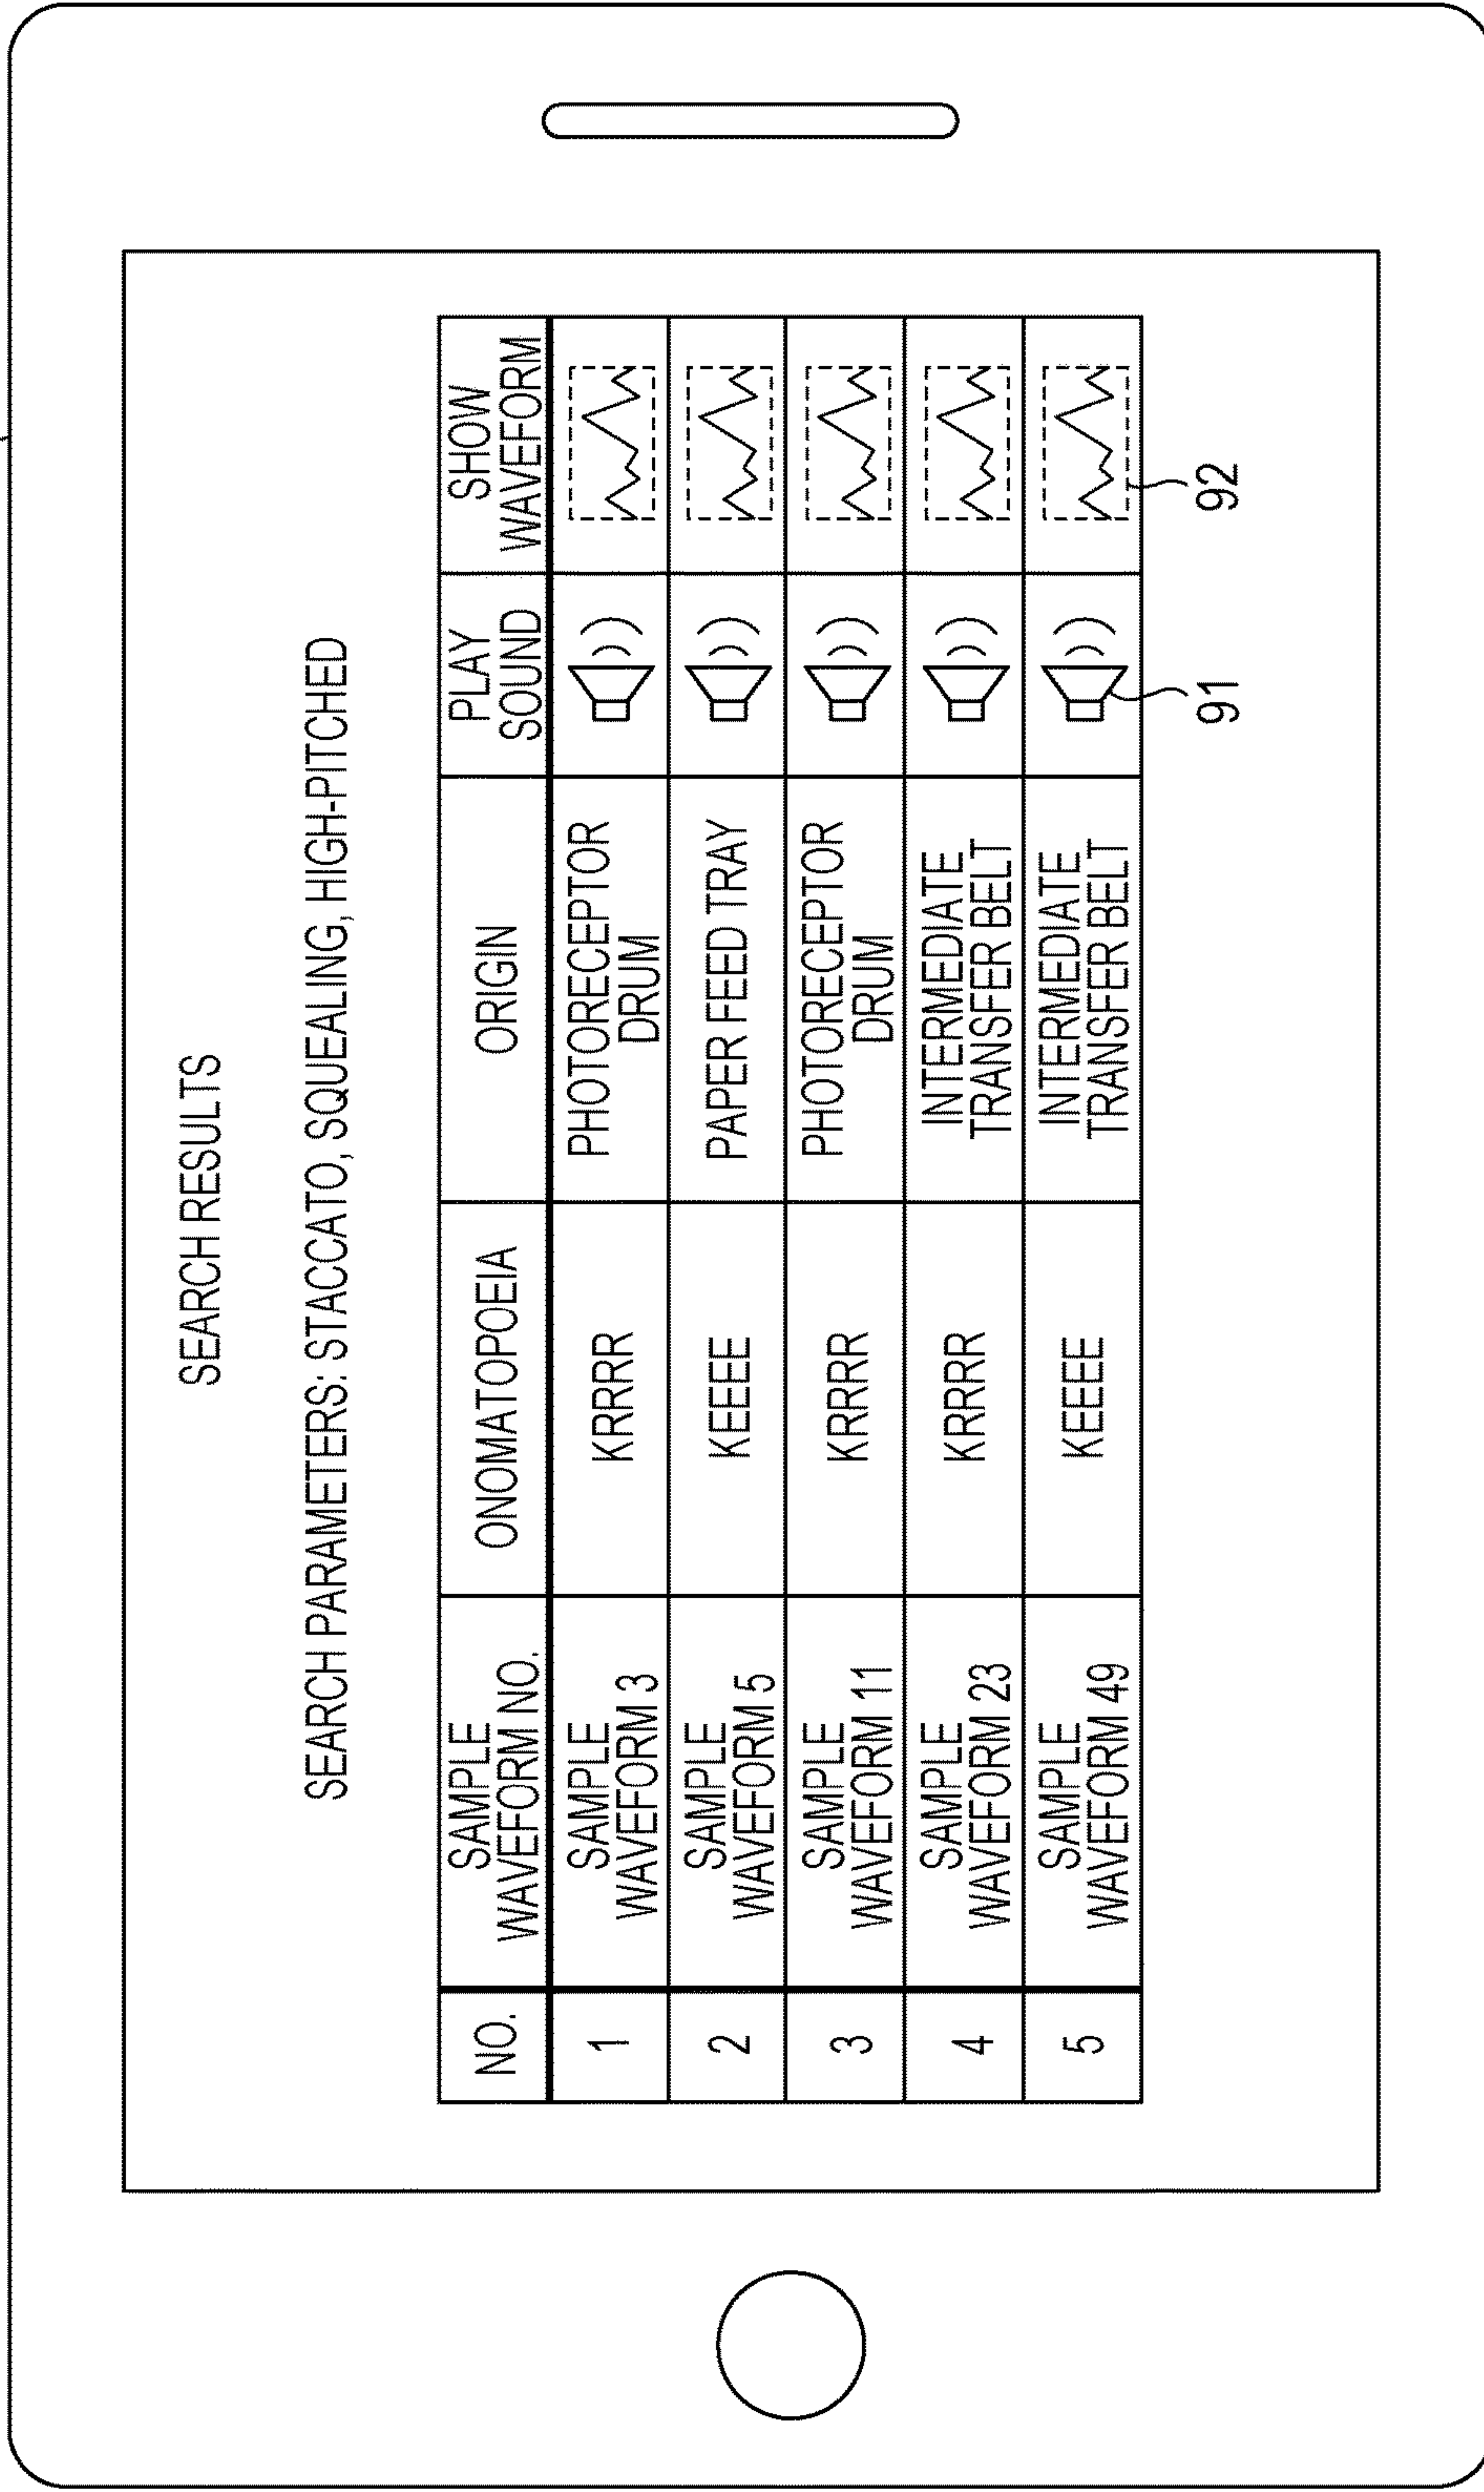 SEARCH RESULTS
SEARCH PARAMETERS: STACCATO, SQUEALING, HIGH-PITCHED
NO.
SAMPLE
WAVEFORM NO.
ONOMATOPOEIA
ORIGIN
PLAY
SOUND
SHOW
WAVEFORM
1
SAMPLE
WAVEFORM 3
KRRRR
PHOTORECEPTOR
DRUM
2
SAMPLE
WAVEFORM 5
KEEEE
PAPER FEED TRAY
3
SAMPLE
WAVEFORM 11
KRRRR
PHOTORECEPTOR
DRUM
4
SAMPLE
WAVEFORM 23
KRRRR
INTERMEDIATE
TRANSFER BELT
5
SAMPLE
WAVEFORM 49
KEEEE
INTERMEDIATE
TRANSFER BELT
91
92